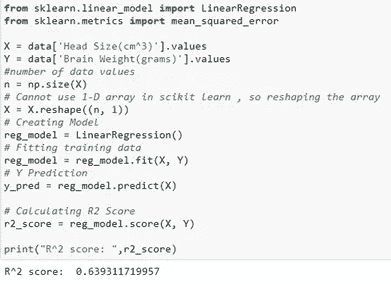 from sklearn.linear_model import LinearRegression
from sklearn.metrics import mean_squared_error
X = data['Head Size(cm^3)'].values
Y = data['Brain Weight(grams)'].values
#number of data values
n = np.size(X)
# Cannot use 1-D array in scikit Learn , so reshaping the array
X = X.reshape((n, 1))
# Creating Model
reg_model = LinearRegression()
# Fitting training data
reg_model = reg_model.fit(X, Y)
# Y Prediction
y_pred = reg_model.predict(X)
# Calculating R2 Score
r2_score = reg_model.score(X, Y)
print("R^2 score: ",r2_score)
R^2 score:  0.639311719957